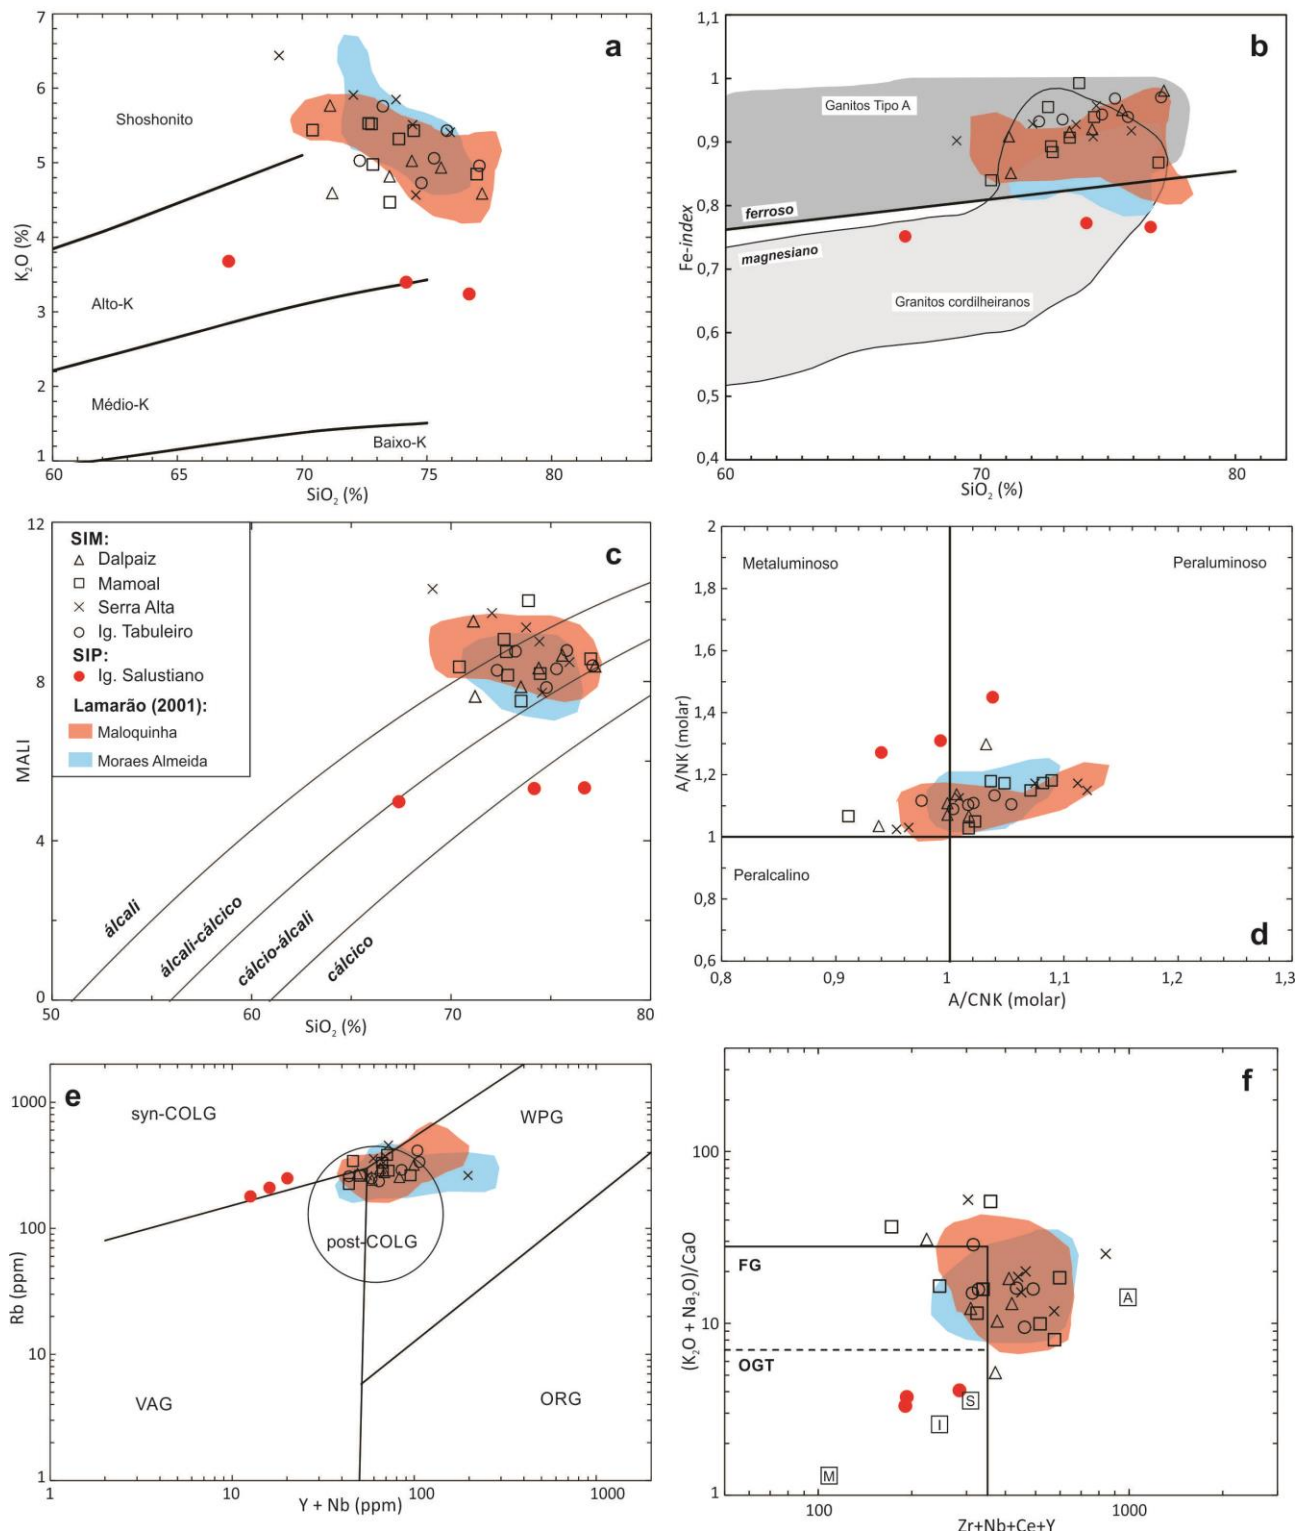 a
7
6
5
4
3
2
1
K2O (%)
Shoshonito
Alto-K
Médio-K
Baixo-K
60
65
70
75
80
SiO2 (%)
b
1,1
1
0,9
0,8
0,7
0,6
0,5
0,4
Fe-index
Ganitos Tipo A
ferroso
magnesiano
Granitos cordilheiranos
60
70
80
SiO2 (%)
c
12
8
4
0
MALI
SIM:
Dalpaiz
Mamoal
Serra Alta
Ig. Tabuleiro
SIP:
Ig. Salustiano
Lamarão (2001):
Maloquinha
Moraes Almeida
álcali
álcali-cálcico
cálcio-álcali
cálcico
50
60
70
80
SiO2 (%)
2
1,8
1,6
1,4
1,2
1
0,8
0,6
A/NK (molar)
Metaluminoso
Peraluminoso
Peralcalino
d
0,8
0,9
1
1,1
1,2
1,3
A/CNK (molar)
e
1000
100
10
1
Rb (ppm)
syn-COLG
WPG
post-COLG
VAG
ORG
1
10
100
1000
Y + Nb (ppm)
f
100
10
1
(K2O + Na2O)/CaO
FG
OGT
A
S
I
M
100
1000
Zr+Nb+Ce+Y